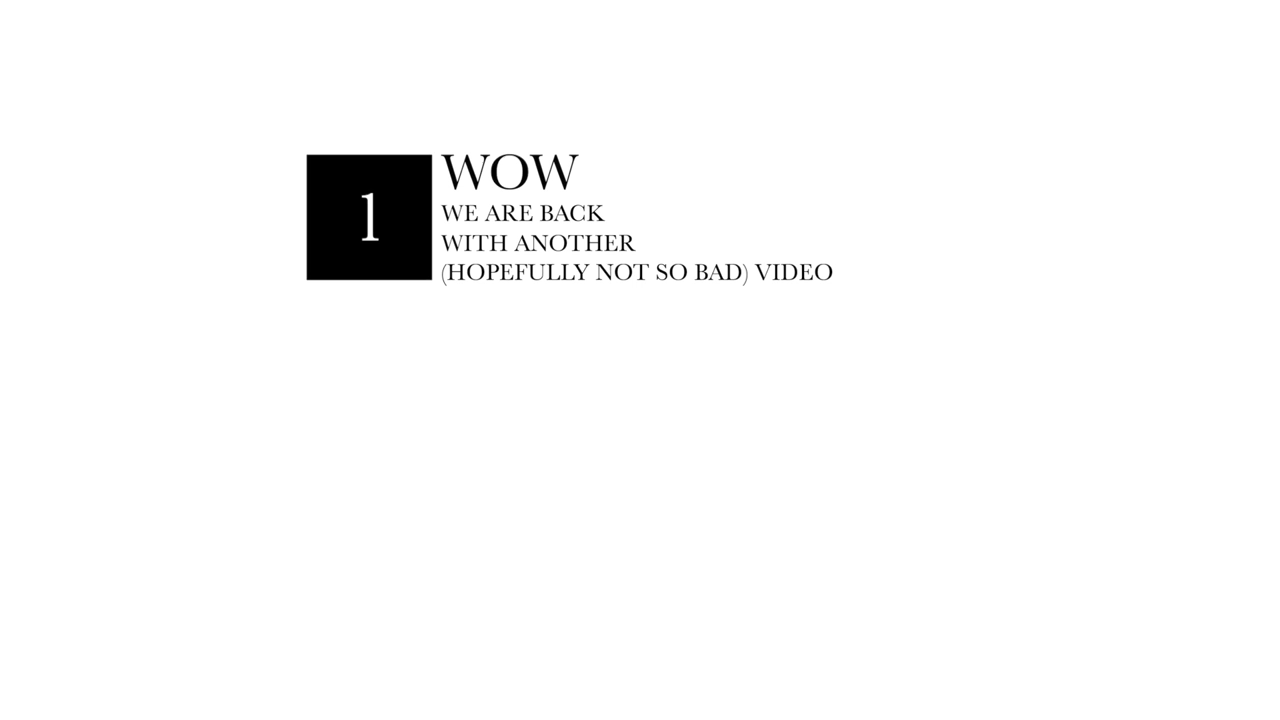 1
WOW
WE ARE BACK
WITH ANOTHER
(HOPEFULLY NOT SO BAD) VIDEO